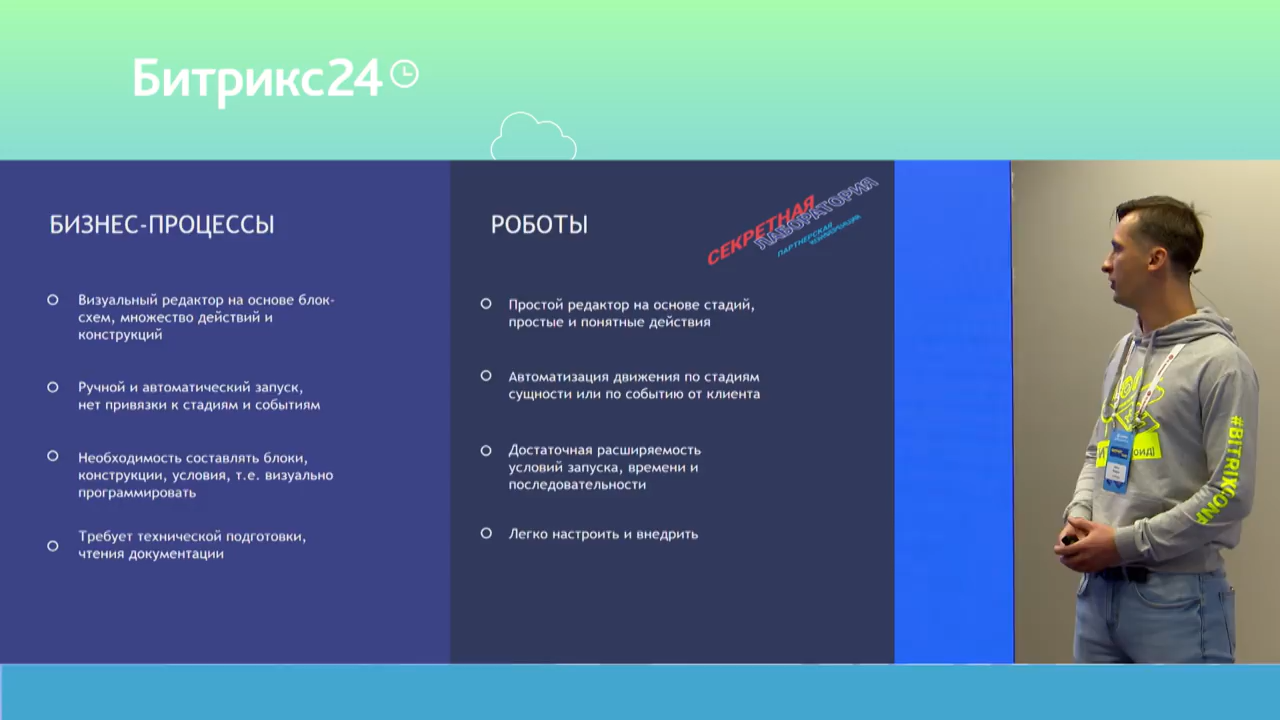 Битрикс24
БИЗНЕС-ПРОЦЕССЫ
Визуальный редактор на основе блок-
схем, множество действий и
конструкций
Ручной и автоматический запуск,
нет привязки к стадиям и событиям
Необходимость составлять блоки,
конструкции, условия, т.е. визуально
программировать
Требует технической подготовки,
чтения документации
РОБОТЫ
СЕКРЕТНАЯ
ЛАБОРАТОРИЯ
ПАРТНЕРСКАЯ
Простой редактор на основе стадий,
простые и понятные действия
Автоматизация движения по стадиям
сущности или по событию от клиента
Достаточная расширяемость
условий запуска, времени и
последовательности
Легко настроить и внедрить
#BITRIXCONF